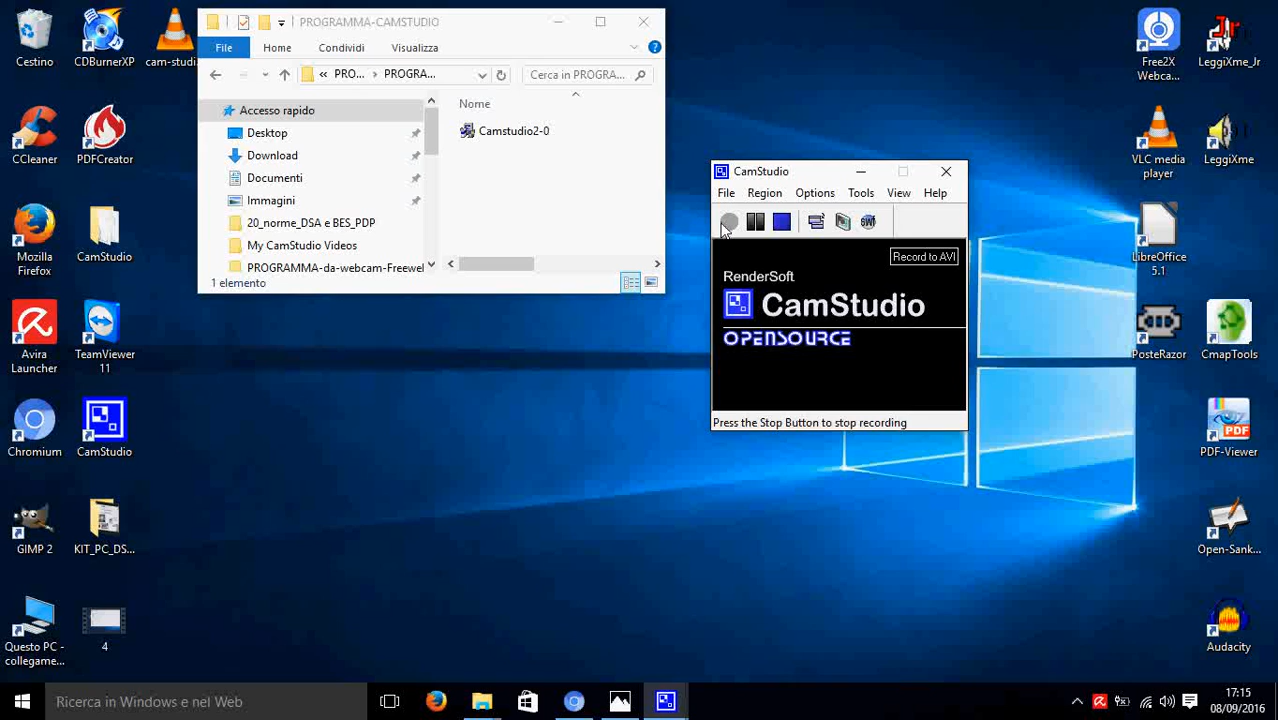 Cestino
CDBurnerXP
cam-studi
CCleaner
PDFCreator
Mozilla
Firefox
CamStudio
Avira
Launcher
TeamViewer
11
Chromium
CamStudio
GIMP 2
KIT_PC_DS...
Questo PC -
collegame...
4
PROGRAMMA-CAMSTUDIO
File
Home
Condividi
Visualizza
PRO...
PROGRA...
Cerca in PROGRA...
Accesso rapido
Desktop
Download
Documenti
Immagini
20_norme_DSA e BES_PDP
My CamStudio Videos
PROGRAMMA-da-webcam-Freewel
Nome
Camstudio2-0
1 elemento
CamStudio
File
Region
Options
Tools
View
Help
SWF
Record to AVI
RenderSoft
CamStudio
OPENSOURCE
Press the Stop Button to stop recording
Free2X
Webca...
Jr
LeggiXme_Jr
VLC media
player
LeggiXme
LibreOffice
5.1
PosteRazor
CmapTools
PDF
PDF-Viewer
Open-Sank...
Audacity
Ricerca in Windows e nel Web
17:15
08/09/2016